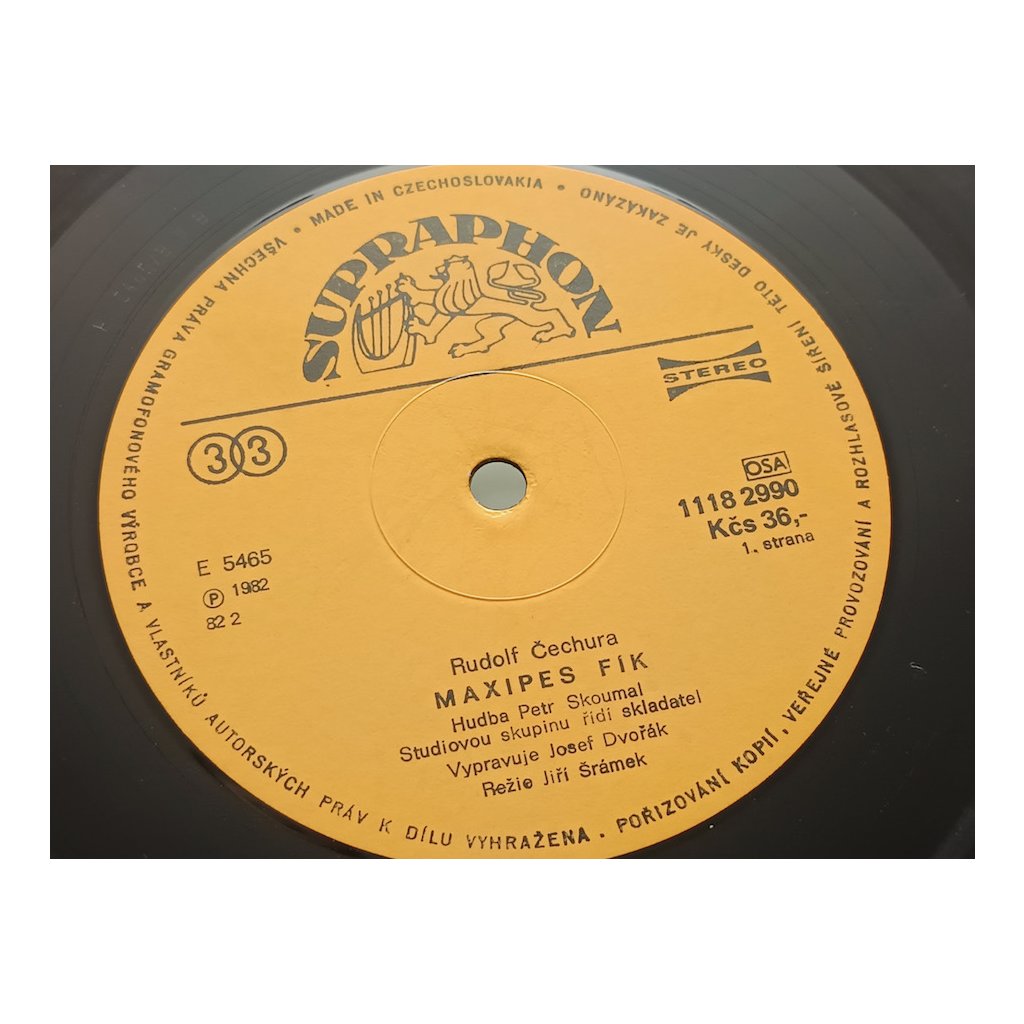 VŠECHNA PRÁVA GRAMOFONOVÉHO VÝROBCE A VLASTNÍKŮ AUTORSKÝCH PRÁV K DÍLU VYHRAŽENA • POŘIZOVÁNÍ KOPIÍ, VEŘEJNÉ PROVOZOVÁNÍ A ROZHLASOVÉ ŠÍŘENÍ TÉTO DESKY JE ZAKÁZÁNO • MADE IN CZECHOSLOVAKIA •
SUPRAPHON
STEREO
33
OSA
1118 2990
Kčs 36,-
1. strana
E 5465
Ⓟ 1982
82 2
Rudolf Čechura
MAXIPES FÍK
Hudba Petr Skoumal
Studiovou skupinu řídí skladatel
Vypravuje Josef Dvořák
Režie Jiří Šrámek